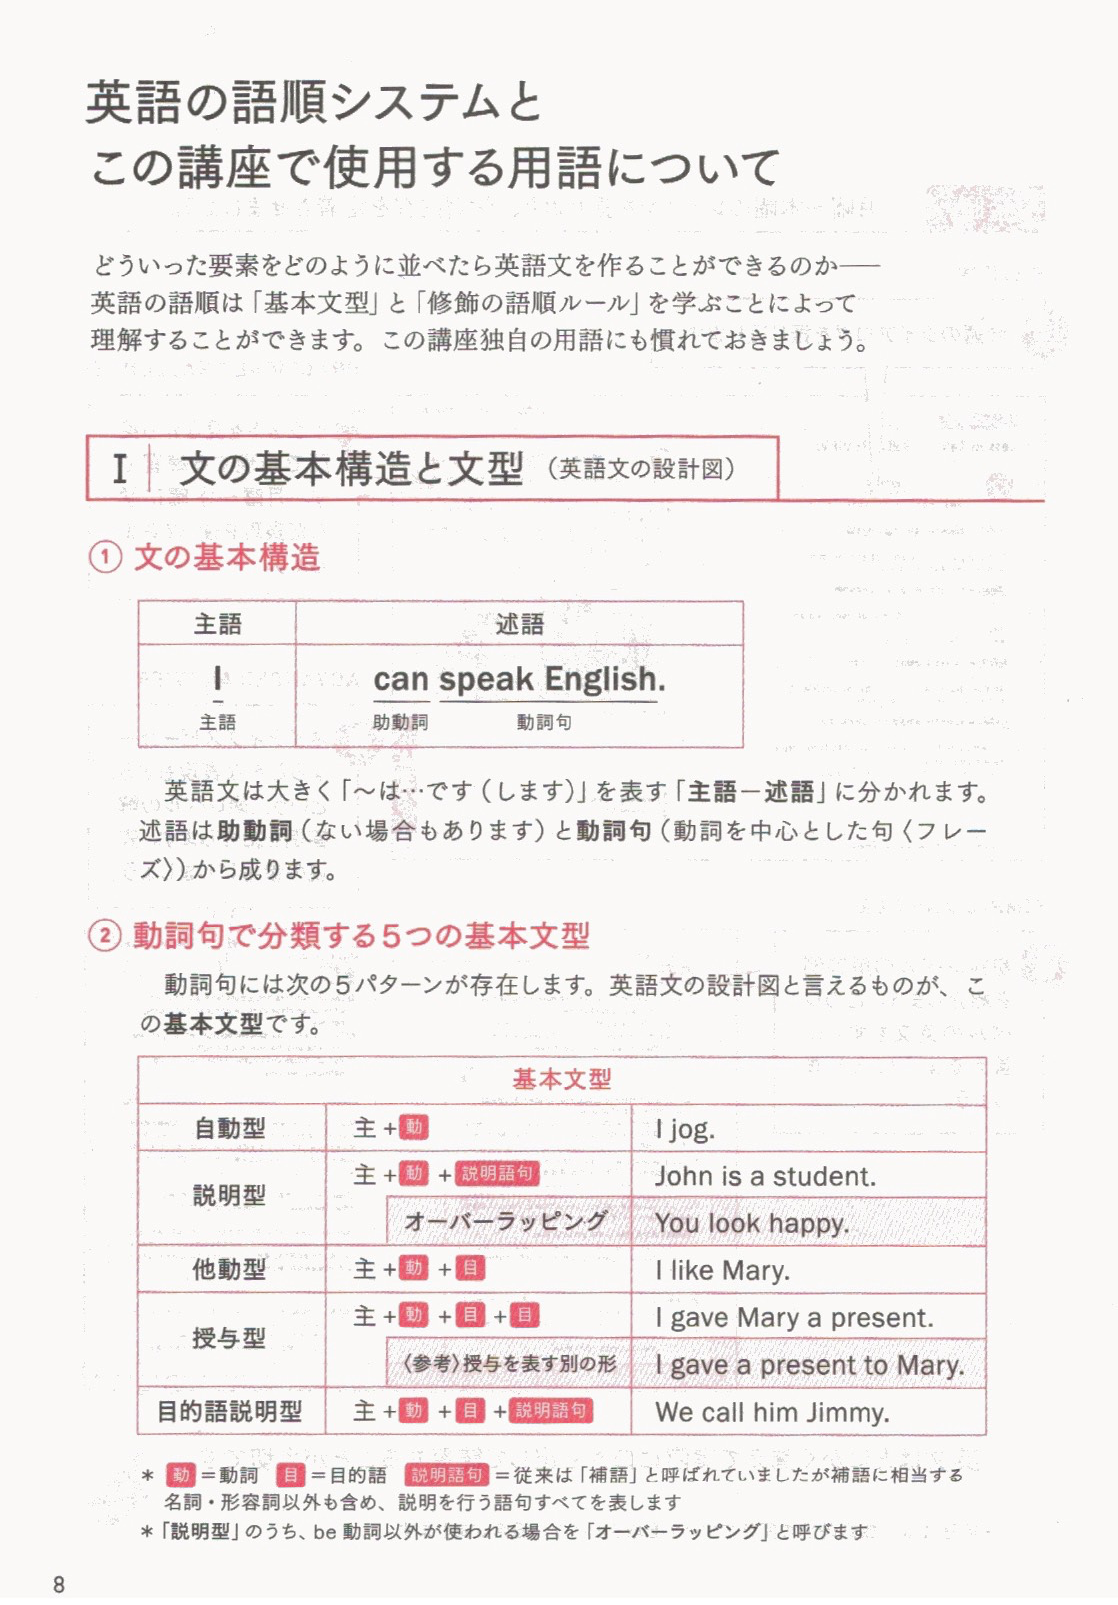 英語の語順システムと
この講座で使用する用語について
どういった要素をどのように並べたら英語文を作ることができるのか──
英語の語順は「基本文型」と「修飾の語順ルール」を学ぶことによって
理解することができます。この講座独自の用語にも慣れておきましょう。
I 文の基本構造と文型（英語文の設計図）
① 文の基本構造
主語 述語
I can speak English.
主語 助動詞 動詞句
英語文は大きく「～は…です（します）」を表す「主語－述語」に分かれます。
述語は助動詞（ない場合もあります）と動詞句（動詞を中心とした句〈フレー
ズ〉）から成ります。
② 動詞句で分類する5つの基本文型
動詞句には次の5パターンが存在します。英語文の設計図と言えるものが、こ
の基本文型です。
基本文型
自動型 主＋動 I jog.
説明型 主＋動＋説明語句 John is a student.
オーバーラッピング You look happy.
他動型 主＋動＋目 I like Mary.
授与型 主＋動＋目＋目 I gave Mary a present.
〈参考〉授与を表す別の形 I gave a present to Mary.
目的語説明型 主＋動＋目＋説明語句 We call him Jimmy.
＊ 動＝動詞 目＝目的語 説明語句＝従来は「補語」と呼ばれていましたが補語に相当する
名詞・形容詞以外も含め、説明を行う語句すべてを表します
＊「説明型」のうち、be 動詞以外が使われる場合を「オーバーラッピング」と呼びます
8